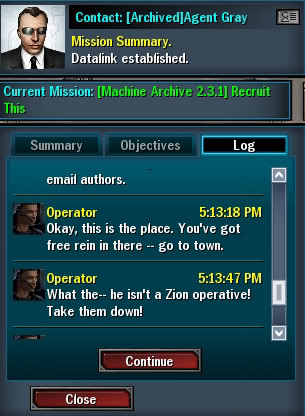 Contact: [Archived]Agent Gray
Mission Summary.
Datalink established.
Current Mission: [Machine Archive 2.3.1] Recruit
This
Summary
Objectives
Log
email authors.
Operator 5:13:18 PM
Okay, this is the place. You've got
free rein in there -- go to town.
Operator 5:13:47 PM
What the-- he isn't a Zion operative!
Take them down!
Continue
Close